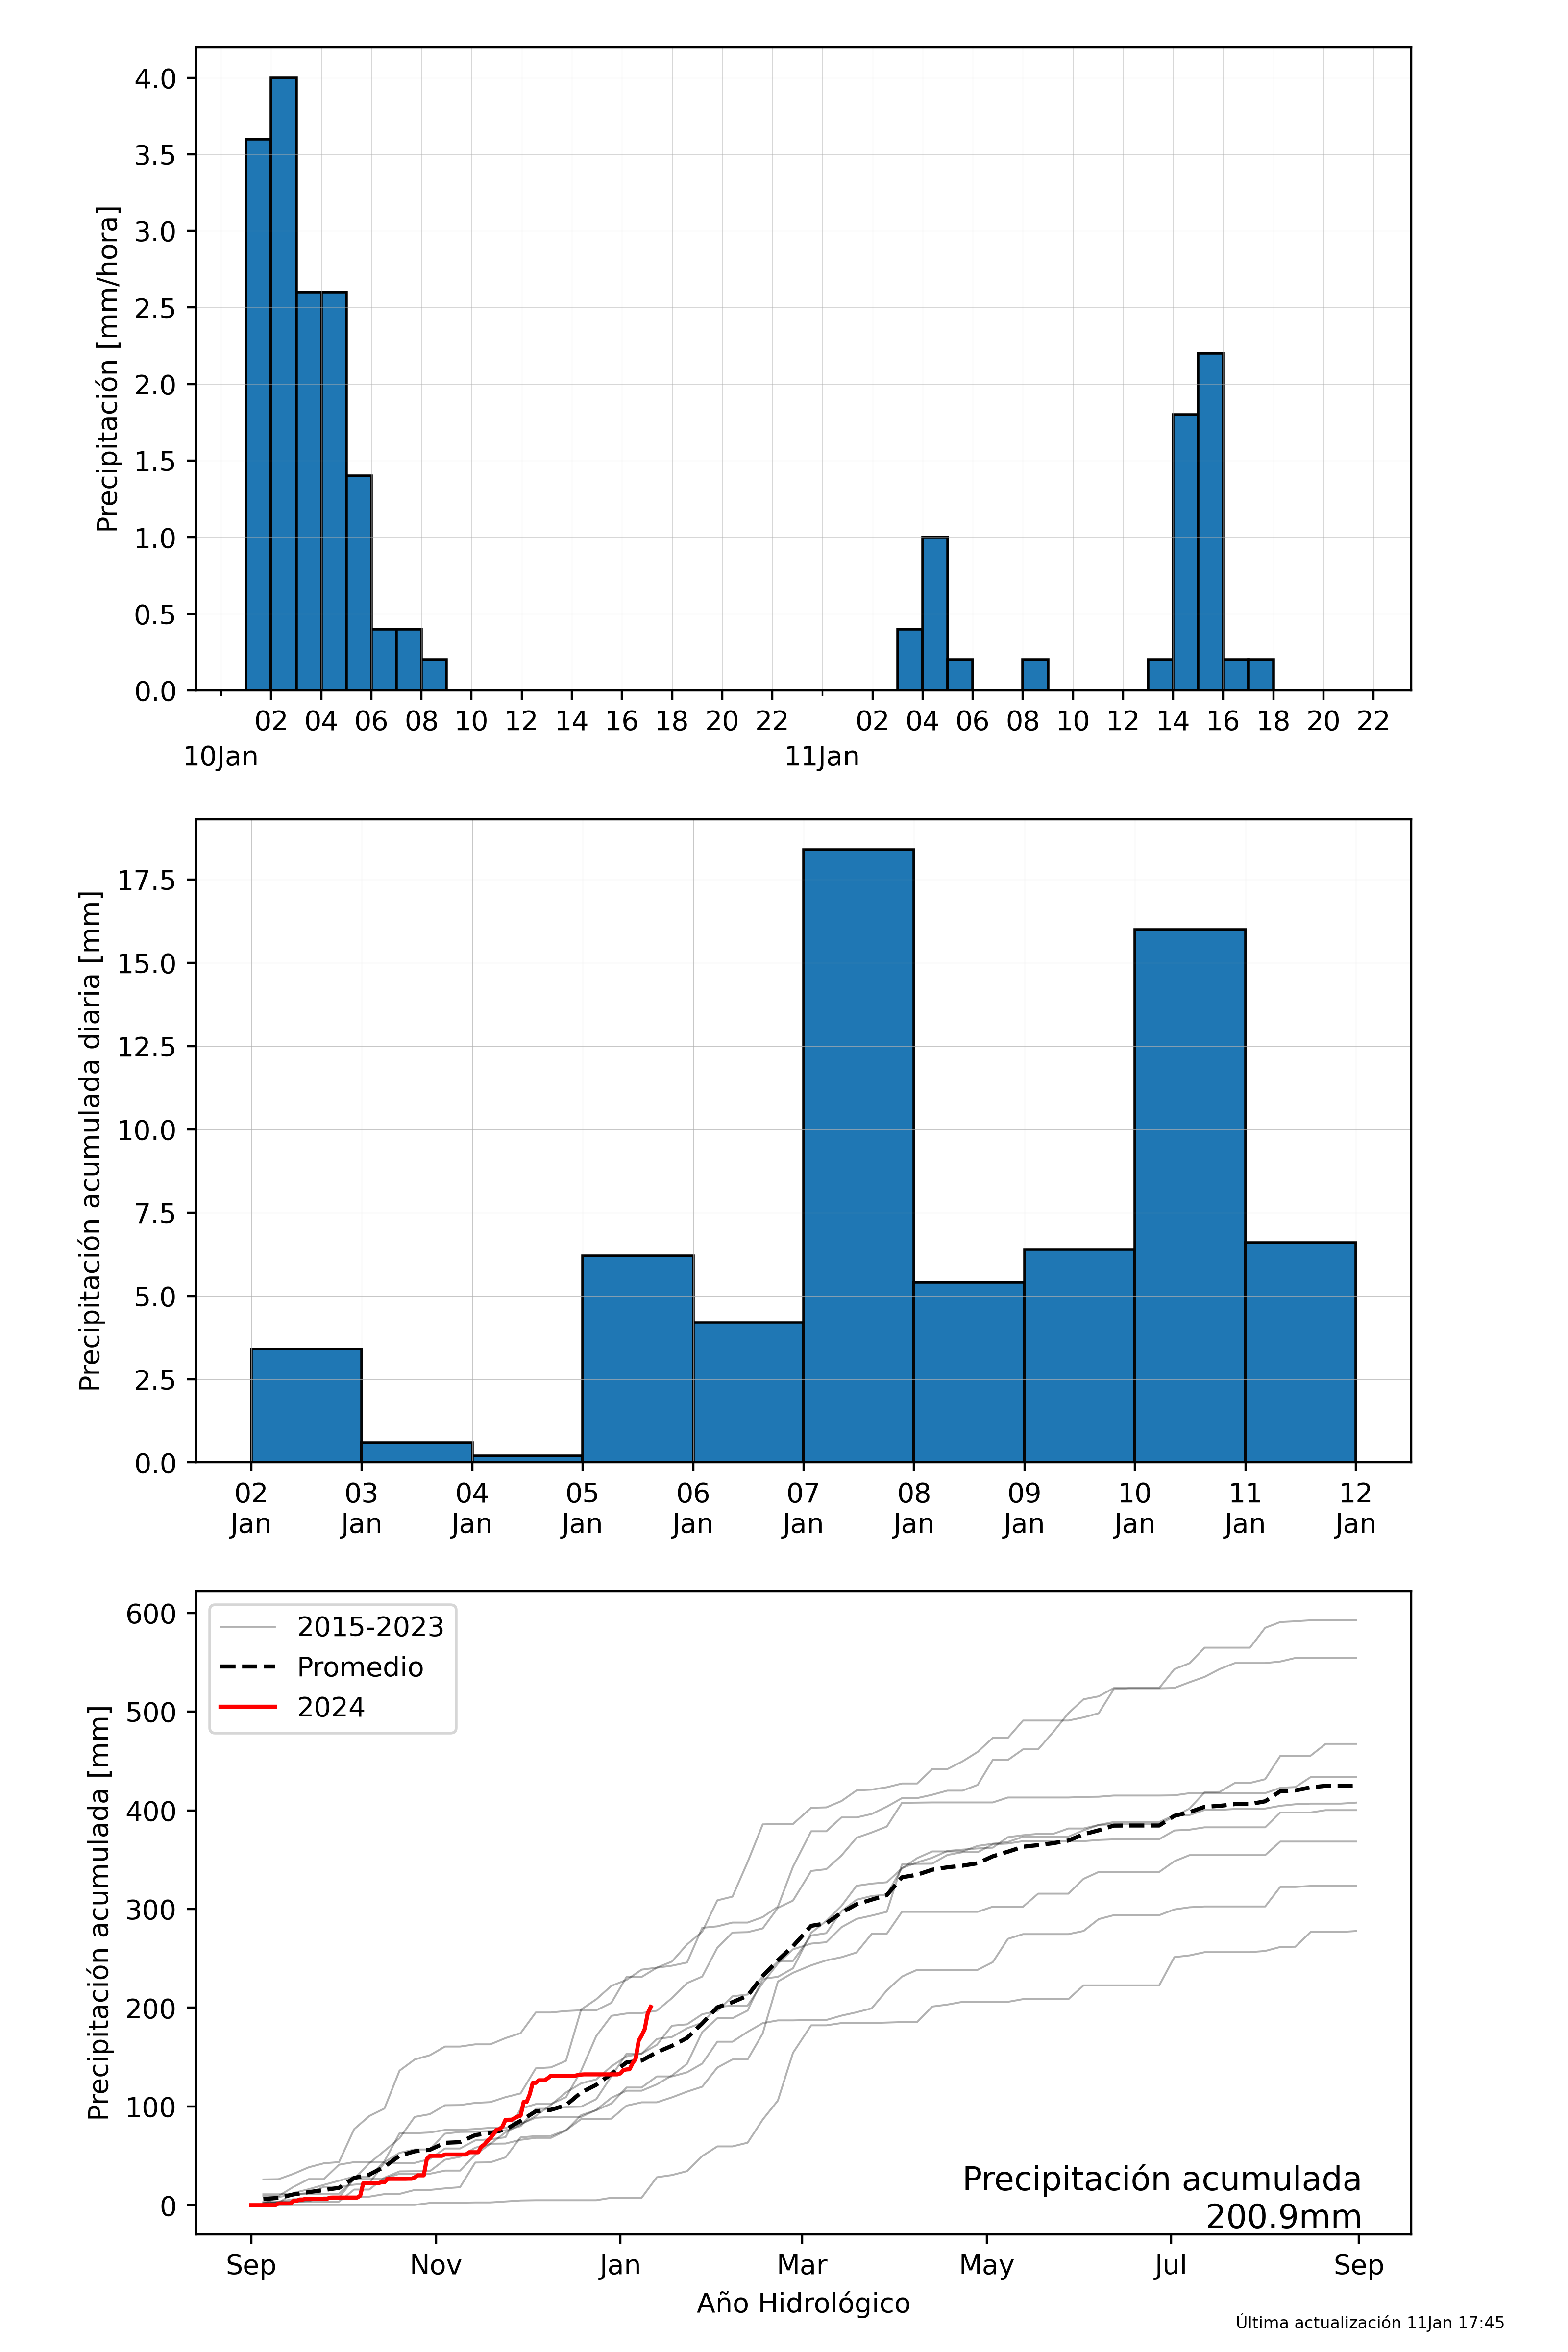 4.0
3.5
3.0
2.5
2.0
1.5
1.0
0.5
0.0
Precipitación [mm/hora]
02 04 06 08 10 12 14 16 18 20 22 02 04 06 08 10 12 14 16 18 20 22
10Jan 11Jan
17.5
15.0
12.5
10.0
7.5
5.0
2.5
0.0
Precipitación acumulada diaria [mm]
02 03 04 05 06 07 08 09 10 11 12
Jan Jan Jan Jan Jan Jan Jan Jan Jan Jan Jan
600
500
400
300
200
100
0
Precipitación acumulada [mm]
2015-2023
Promedio
2024
Precipitación acumulada
200.9mm
Sep Nov Jan Mar May Jul Sep
Año Hidrológico
Última actualización 11Jan 17:45